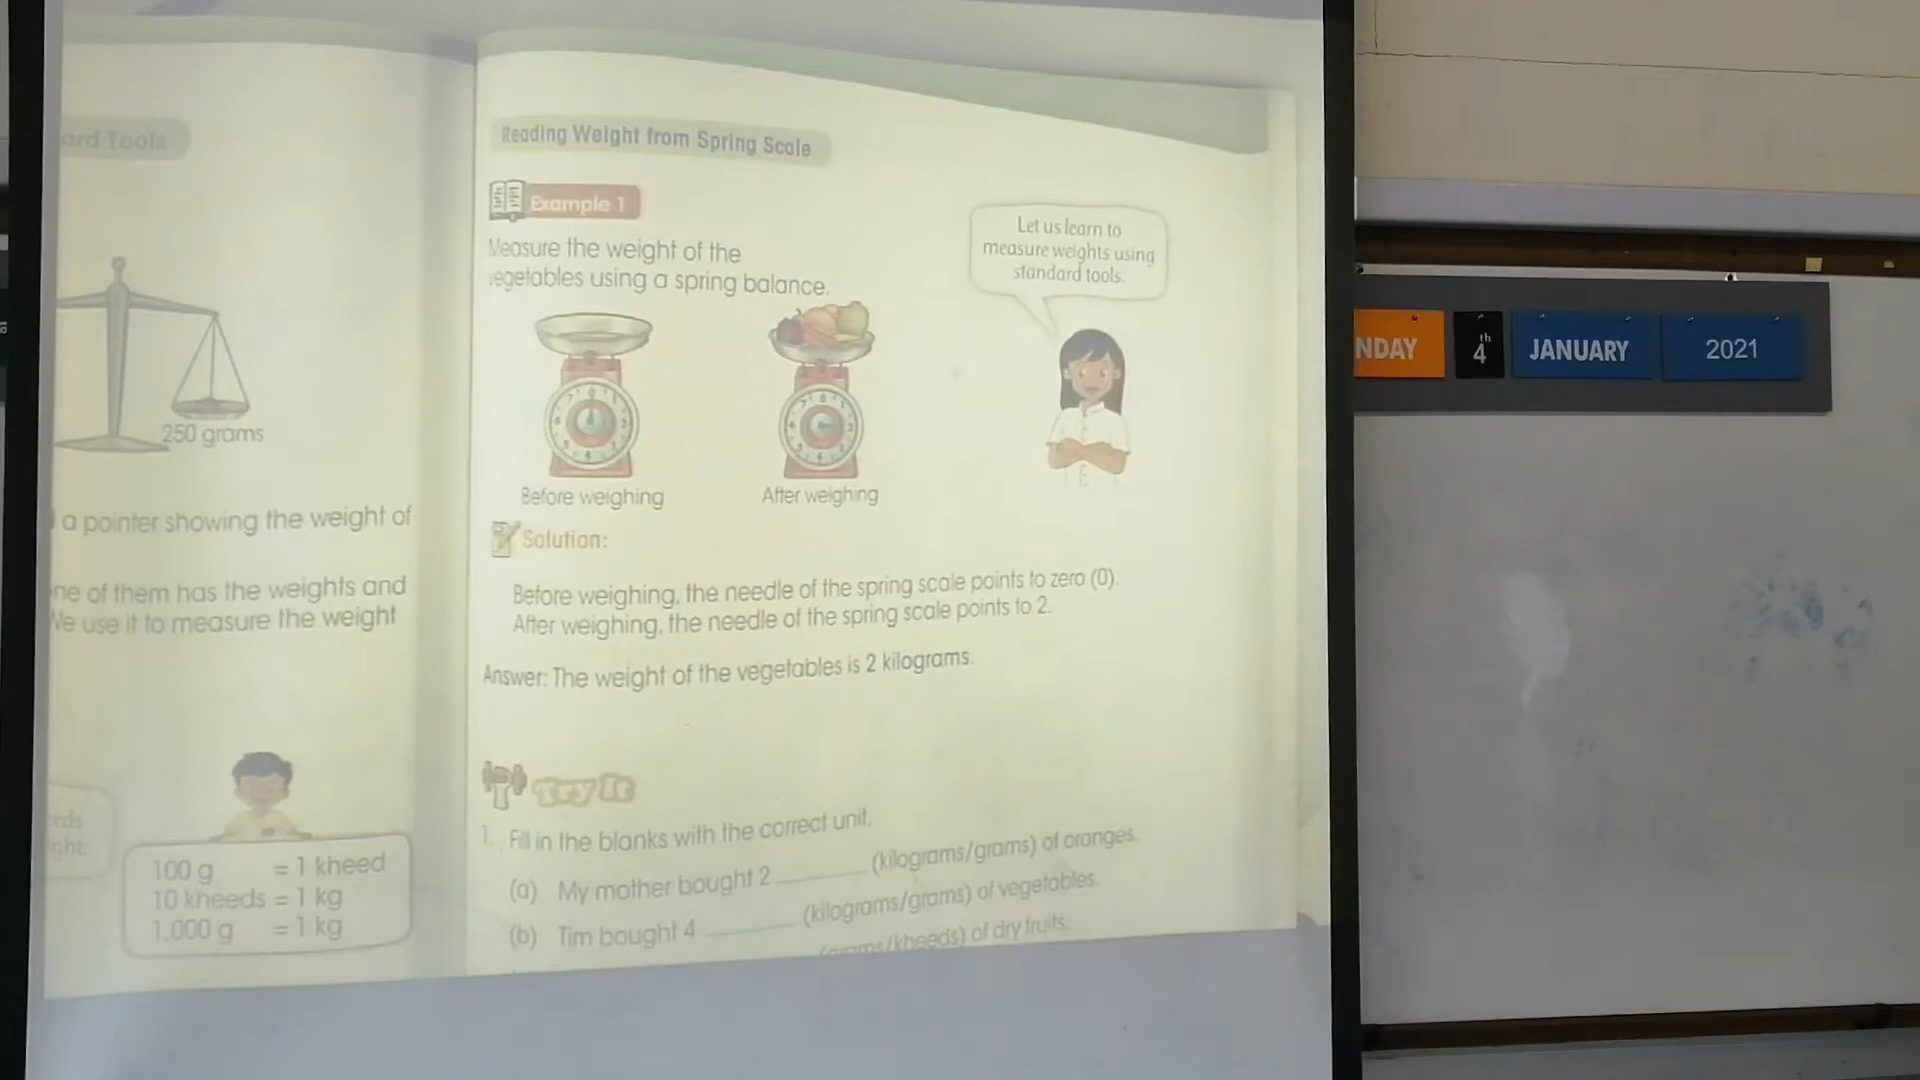 ard Tools
250 grams
a pointer showing the weight of
ne of them has the weights and
We use it to measure the weight
eds
ght
100 g = 1 kheed
10 kheeds = 1 kg
1,000 g = 1 kg
Reading Weight from Spring Scale
Example 1
Measure the weight of the
vegetables using a spring balance.
Let us learn to
measure weights using
standard tools.
Before weighing
After weighing
Solution:
Before weighing, the needle of the spring scale points to zero (0).
After weighing, the needle of the spring scale points to 2.
Answer: The weight of the vegetables is 2 kilograms.
Try It
1. Fill in the blanks with the correct unit.
(a) My mother bought 2 ________ (kilograms/grams) of oranges.
(b) Tim bought 4 ________ (kilograms/grams) of vegetables.
(grams/kheeds) of dry fruits.
NDAY 4th JANUARY 2021